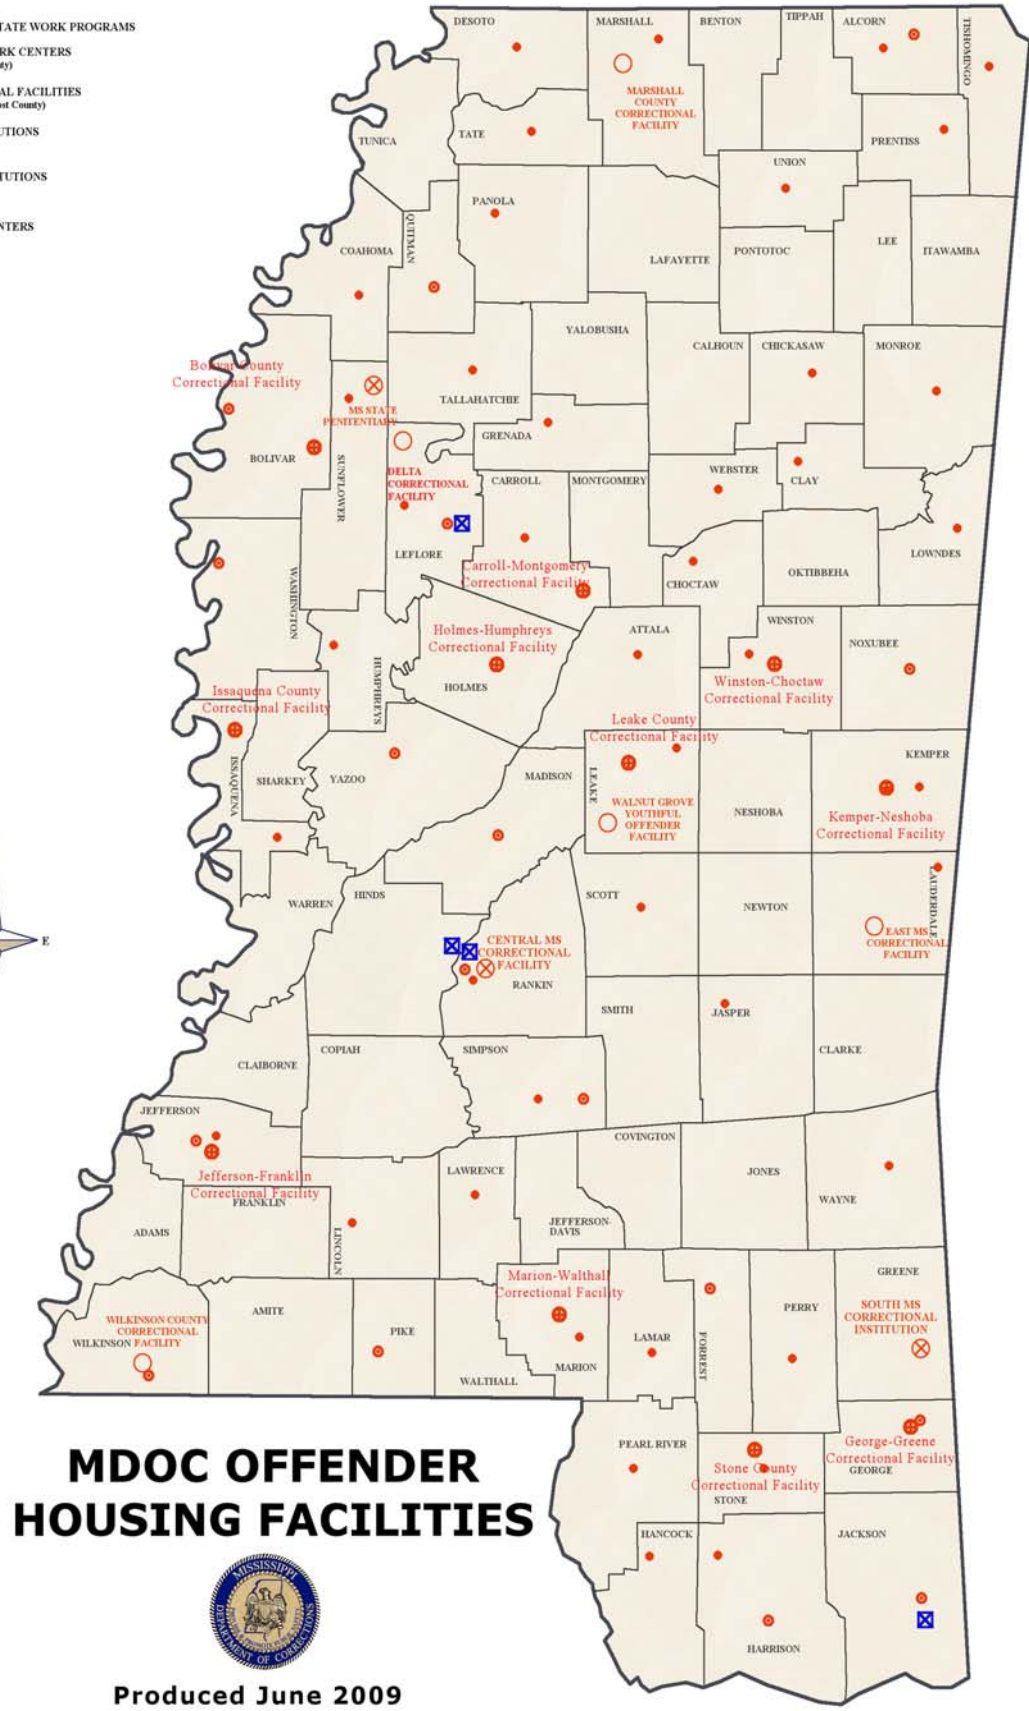 TATE WORK PROGRAMS
RK CENTERS
ty)
AL FACILITIES
ost County)
UTIONS
TUTIONS
NTERS
E
DESOTO
MARSHALL
BENTON
TIPPAH
ALCORN
TISHOMINGO
MARSHALL
COUNTY
CORRECTIONAL
FACILITY
TUNICA
TATE
PRENTISS
UNION
PANOLA
QUITMAN
COAHOMA
LAFAYETTE
PONTOTOC
LEE
ITAWAMBA
YALOBUSHA
CALHOUN
CHICKASAW
MONROE
Bolivar County
Correctional Facility
TALLAHATCHIE
MS STATE
PENITENTIARY
GRENADA
BOLIVAR
SUNFLOWER
DELTA
CORRECTIONAL
FACILITY
CARROLL
MONTGOMERY
WEBSTER
CLAY
LEFLORE
LOWNDES
Carroll-Montgomery
Correctional Facility
CHOCTAW
OKTIBBEHA
WASHINGTON
Holmes-Humphreys
Correctional Facility
ATTALA
WINSTON
NOXUBEE
HUMPHREYS
HOLMES
Winston-Choctaw
Correctional Facility
Issaquena County
Correctional Facility
Leake County
Correctional Facility
ISSAQUENA
SHARKEY
YAZOO
MADISON
LEAKE
KEMPER
WALNUT GROVE
YOUTHFUL
OFFENDER
FACILITY
NESHOBA
Kemper-Neshoba
Correctional Facility
WARREN
HINDS
SCOTT
NEWTON
LAUDERDALE
EAST MS
CORRECTIONAL
FACILITY
CENTRAL MS
CORRECTIONAL
FACILITY
RANKIN
SMITH
JASPER
CLARKE
CLAIBORNE
COPIAH
SIMPSON
JEFFERSON
Jefferson-Franklin
Correctional Facility
FRANKLIN
LAWRENCE
COVINGTON
JONES
WAYNE
ADAMS
LINCOLN
JEFFERSON-
DAVIS
GREENE
Marion-Walthall
Correctional Facility
SOUTH MS
CORRECTIONAL
INSTITUTION
WILKINSON COUNTY
CORRECTIONAL
FACILITY
WILKINSON
AMITE
PIKE
WALTHALL
MARION
LAMAR
FORREST
PERRY
PEARL RIVER
Stone County
Correctional Facility
STONE
George-Greene
Correctional Facility
GEORGE
HANCOCK
JACKSON
HARRISON
MDOC OFFENDER
HOUSING FACILITIES
MISSISSIPPI
DEPARTMENT OF CORRECTIONS
Produced June 2009